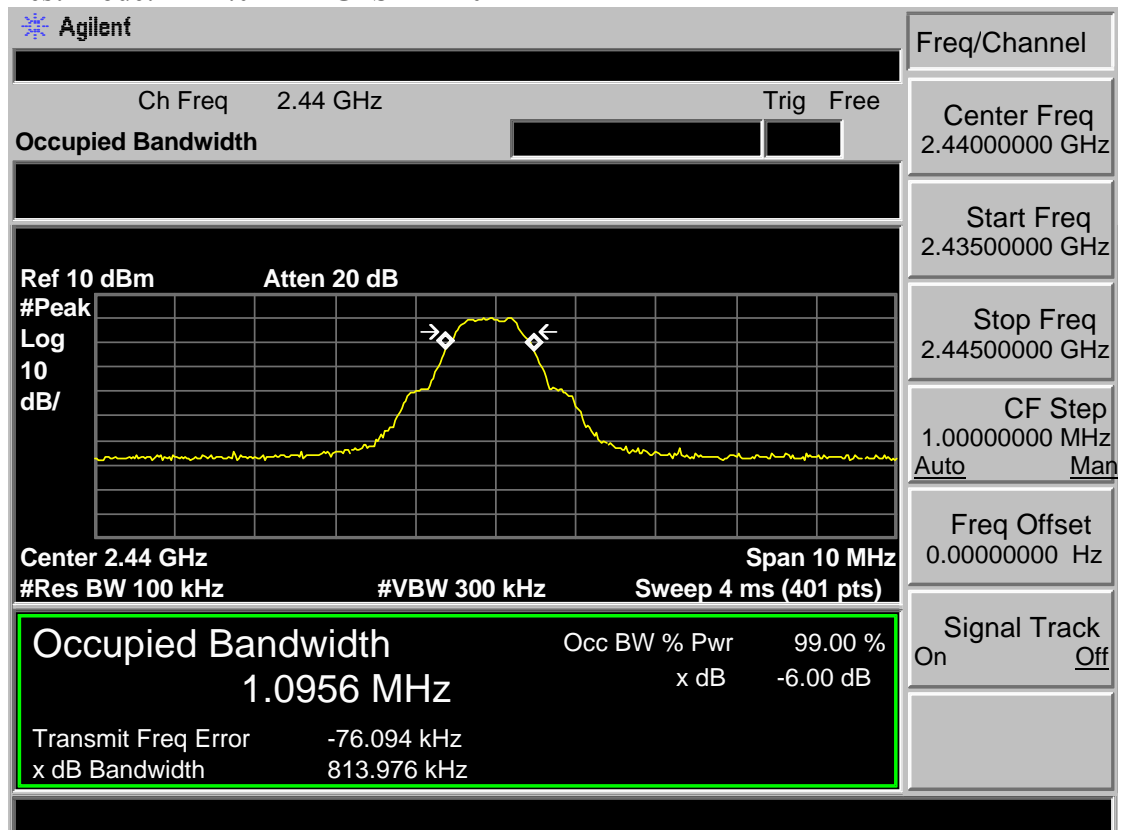 Agilent
Freq/Channel
Ch Freq 2.44 GHz Trig Free
Occupied Bandwidth
Center Freq
2.44000000 GHz
Start Freq
2.43500000 GHz
Stop Freq
2.44500000 GHz
CF Step
1.00000000 MHz
Auto Man
Freq Offset
0.00000000 Hz
Signal Track
On Off
Ref 10 dBm Atten 20 dB
#Peak
Log
10
dB/
Center 2.44 GHz Span 10 MHz
#Res BW 100 kHz #VBW 300 kHz Sweep 4 ms (401 pts)
Occupied Bandwidth Occ BW % Pwr 99.00 %
1.0956 MHz x dB -6.00 dB
Transmit Freq Error -76.094 kHz
x dB Bandwidth 813.976 kHz